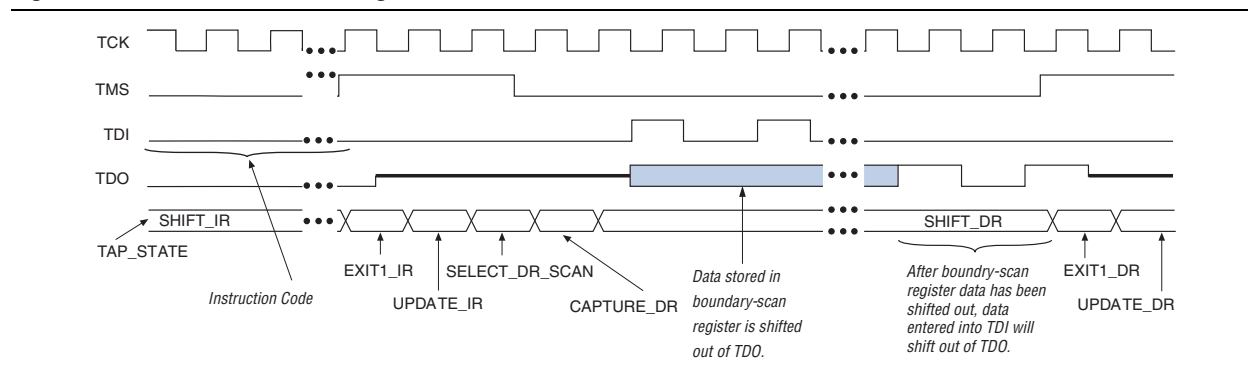 TCK
TMS
TDI
TDO
SHIFT_IR
SHIFT_DR
TAP_STATE
EXIT1_IR
SELECT_DR_SCAN
Instruction Code
UPDATE_IR
CAPTURE_DR
Data stored in
boundary-scan
register is shifted
out of TDO.
After boundry-scan
register data has been
shifted out, data
entered into TDI will
shift out of TDO.
EXIT1_DR
UPDATE_DR